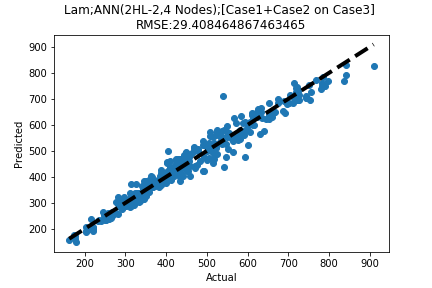 Lam;ANN(2HL-2,4 Nodes);[Case1+Case2 on Case3]
RMSE:29.408464867463465
900
800
700
600
500
400
300
200
Predicted
200 300 400 500 600 700 800 900
Actual